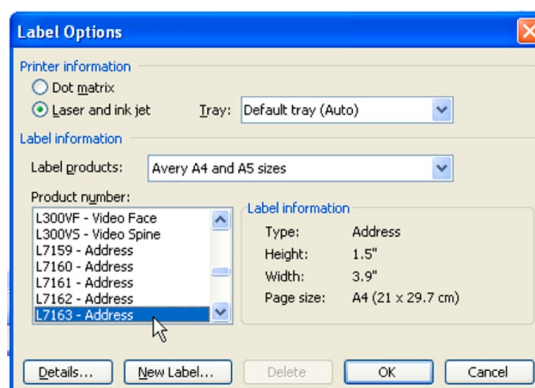 Label Options
Printer information
Dot matrix
Laser and ink jet
Tray:
Default tray (Auto)
Label information
Label products:
Avery A4 and A5 sizes
Product number:
L300VF - Video Face
L300VS - Video Spine
L7159 - Address
L7160 - Address
L7161 - Address
L7162 - Address
L7163 - Address
Label information
Type: Address
Height: 1.5"
Width: 3.9"
Page size: A4 (21 x 29.7 cm)
Details...
New Label...
Delete
OK
Cancel